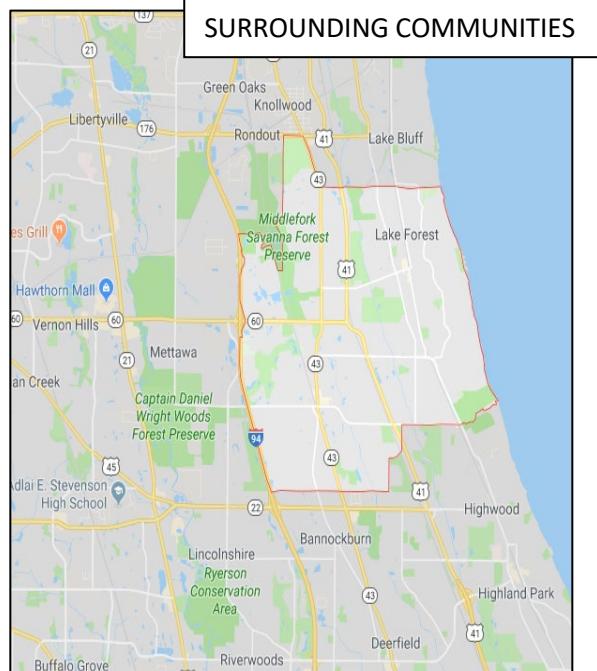 SURROUNDING COMMUNITIES
137
21
Green Oaks
Knollwood
Libertyville
176
Rondout
41
Lake Bluff
43
es Grill
Middlefork
Savanna Forest
Preserve
Lake Forest
41
Hawthorn Mall
60
Vernon Hills
60
60
Mettawa
21
43
an Creek
Captain Daniel
Wright Woods
Forest Preserve
94
45
43
Adlai E. Stevenson
High School
41
22
Highwood
Bannockburn
Lincolnshire
Ryerson
Conservation
Area
43
Highland Park
41
Deerfield
Riverwoods
Buffalo Grove